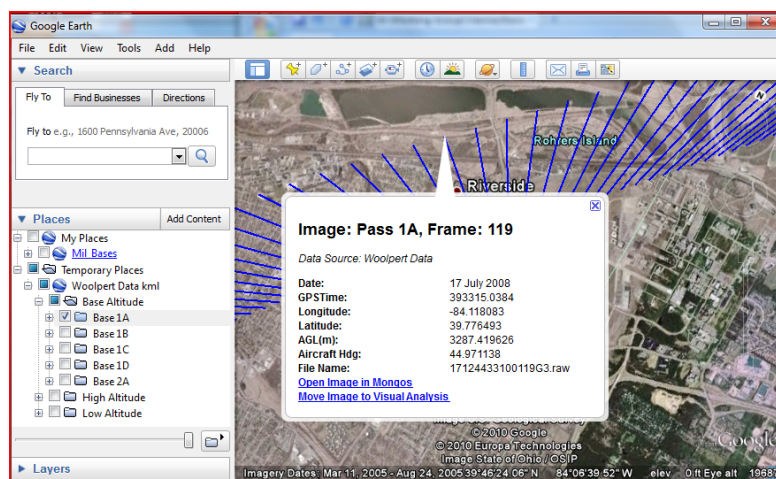 Google Earth
File Edit View Tools Add Help
▼ Search
Fly To Find Businesses Directions
Fly to e.g., 1600 Pennsylvania Ave, 20006
▼ Places Add Content
My Places
Mil_Bases
Temporary Places
Woolpert Data kml
Base Altitude
Base 1A
Base 1B
Base 1C
Base 1D
Base 2A
High Altitude
Low Altitude
▶ Layers
N
Rohrers Island
Riverside
Image: Pass 1A, Frame: 119
Data Source: Woolpert Data
Date: 17 July 2008
GPSTime: 393315.0384
Longitude: -84.118083
Latitude: 39.776493
AGL(m): 3287.419626
Aircraft Hdg: 44.971138
File Name: 17124433100119G3.raw
Open Image in Mongos
Move Image to Visual Analysis
© 2010 Google
© 2010 Europa Technologies
Image State of Ohio / OSIP
Google
Imagery Dates: Mar 11, 2005 - Aug 24, 2005 39°46'24.06" N 84°06'39.52" W elev 0 ft Eye alt 1968